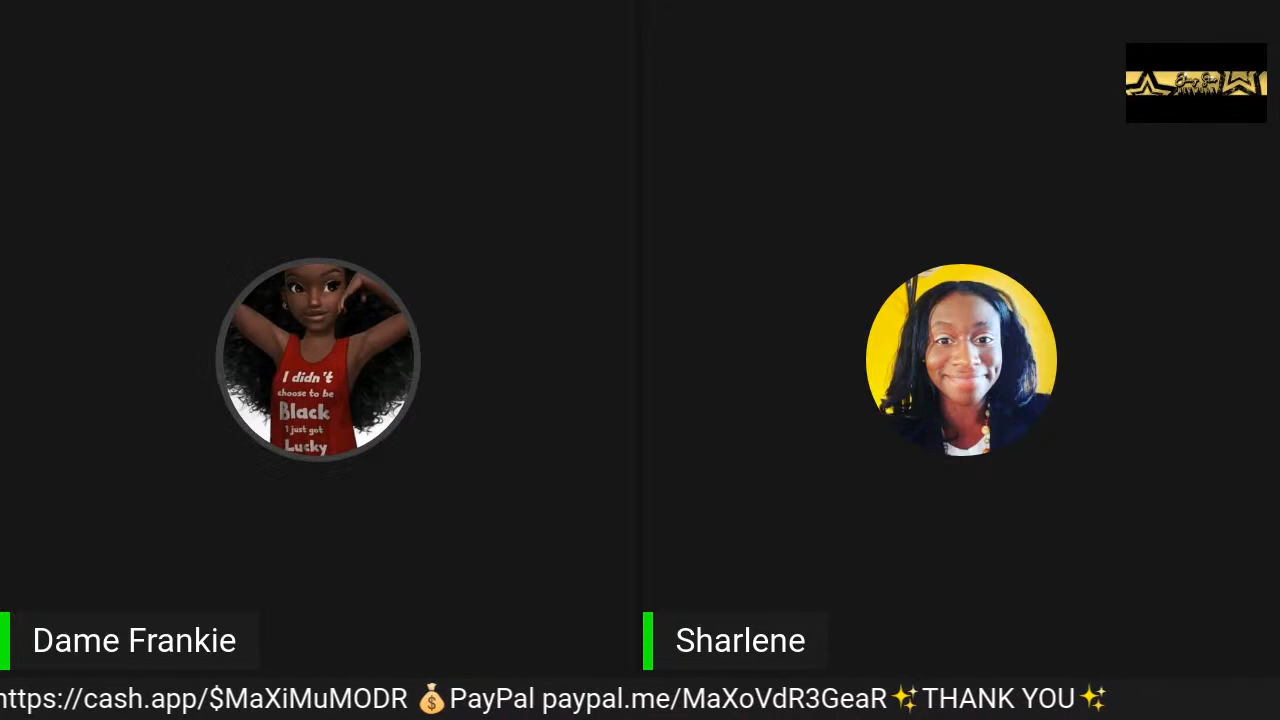 I didn't
choose to be
Black
I just got
Lucky
Dame Frankie
Sharlene
https://cash.app/$MaXiMuMODR 💰PayPal paypal.me/MaXoVdR3GeaR✨THANK YOU✨